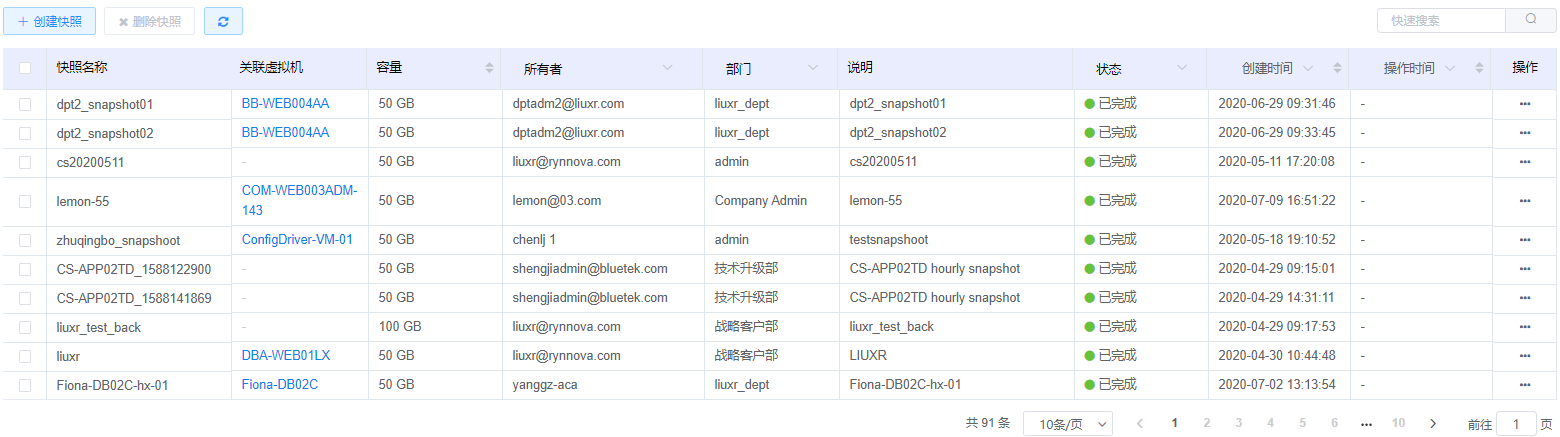 + 创建快照 ✖ 删除快照 快速搜索
快照名称 关联虚拟机 容量 所有者 部门 说明 状态 创建时间 操作时间 操作
dpt2_snapshot01 BB-WEB004AA 50 GB dptadm2@liuxr.com liuxr_dept dpt2_snapshot01 已完成 2020-06-29 09:31:46 - •••
dpt2_snapshot02 BB-WEB004AA 50 GB dptadm2@liuxr.com liuxr_dept dpt2_snapshot02 已完成 2020-06-29 09:33:45 - •••
cs20200511 - 50 GB liuxr@rynnova.com admin cs20200511 已完成 2020-05-11 17:20:08 - •••
lemon-55 COM-WEB003ADM- 50 GB lemon@03.com Company Admin lemon-55 已完成 2020-07-09 16:51:22 - •••
143
zhuqingbo_snapshoot ConfigDriver-VM-01 50 GB chenlj 1 admin testsnapshoot 已完成 2020-05-18 19:10:52 - •••
CS-APP02TD_1588122900 - 50 GB shengjiadmin@bluetek.com 技术升级部 CS-APP02TD hourly snapshot 已完成 2020-04-29 09:15:01 - •••
CS-APP02TD_1588141869 - 50 GB shengjiadmin@bluetek.com 技术升级部 CS-APP02TD hourly snapshot 已完成 2020-04-29 14:31:11 - •••
liuxr_test_back - 100 GB liuxr@rynnova.com 战略客户部 liuxr_test_back 已完成 2020-04-29 09:17:53 - •••
liuxr DBA-WEB01LX 50 GB liuxr@rynnova.com 战略客户部 LIUXR 已完成 2020-04-30 10:44:48 - •••
Fiona-DB02C-hx-01 Fiona-DB02C 50 GB yanggz-aca liuxr_dept Fiona-DB02C-hx-01 已完成 2020-07-02 13:13:54 - •••
共 91 条 10条/页 < 1 2 3 4 5 6 ••• 10 > 前往 1 页